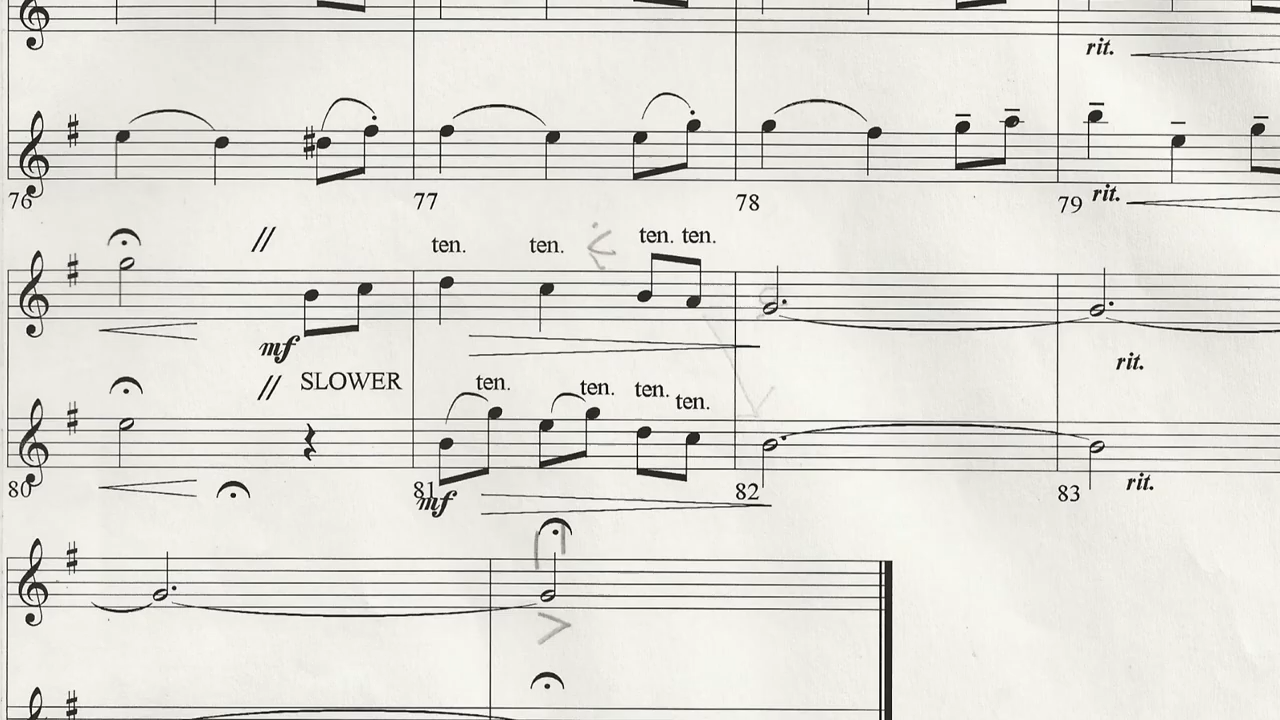 rit.
76 77 78 79 rit.
// ten. ten. ten. ten.
mf
rit.
// SLOWER ten. ten. ten. ten.
80 81 82 83 rit.
mf